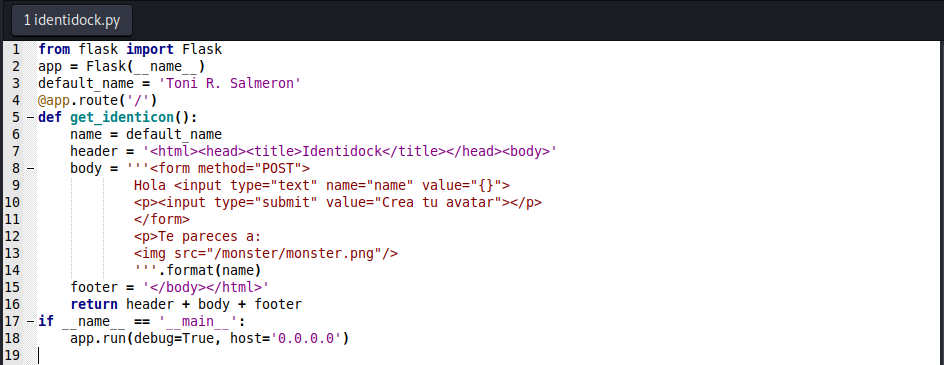 1 identidock.py
1 from flask import Flask
2 app = Flask(__name__)
3 default_name = 'Toni R. Salmeron'
4 @app.route('/')
5 def get_identicon():
6     name = default_name
7     header = '<html><head><title>Identidock</title></head><body>'
8     body = '''<form method="POST">
9             Hola <input type="text" name="name" value="{}">
10             <p><input type="submit" value="Crea tu avatar"></p>
11             </form>
12             <p>Te pareces a:
13             <img src="/monster/monster.png"/>
14             '''.format(name)
15     footer = '</body></html>'
16     return header + body + footer
17 if __name__ == '__main__':
18     app.run(debug=True, host='0.0.0.0')
19